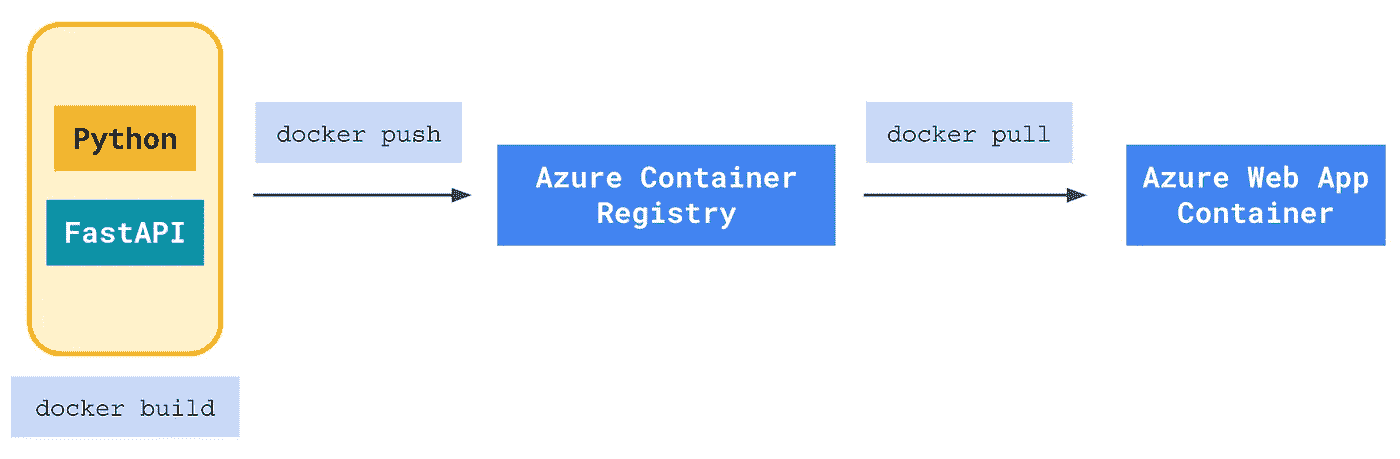 Python
FastAPI
docker build
docker push
Azure Container
Registry
docker pull
Azure Web App
Container